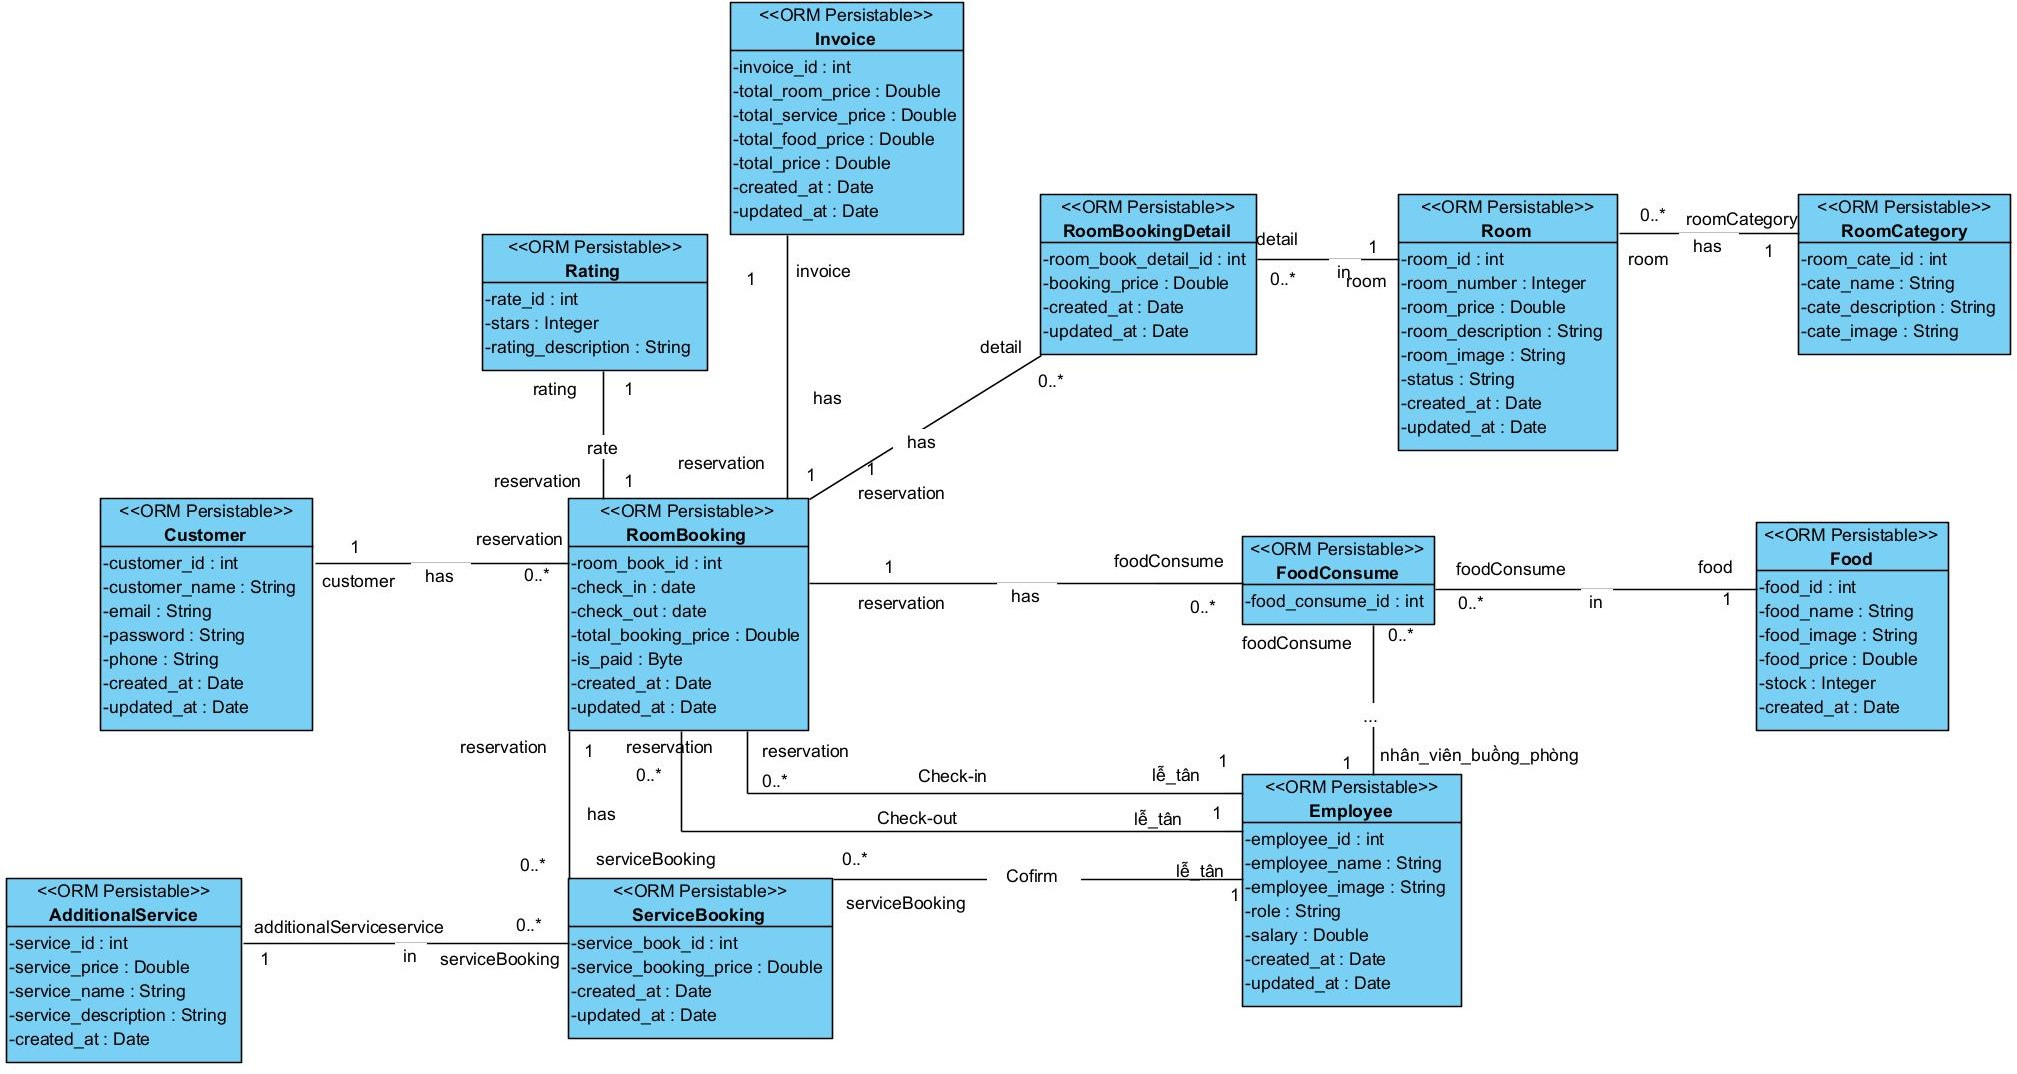 <<ORM Persistable>>
Invoice
-invoice_id : int
-total_room_price : Double
-total_service_price : Double
-total_food_price : Double
-total_price : Double
-created_at : Date
-updated_at : Date
<<ORM Persistable>>
Rating
-rate_id : int
-stars : Integer
-rating_description : String
<<ORM Persistable>>
RoomBookingDetail
-room_book_detail_id : int
-booking_price : Double
-created_at : Date
-updated_at : Date
<<ORM Persistable>>
Room
-room_id : int
-room_number : Integer
-room_price : Double
-room_description : String
-room_image : String
-status : String
-created_at : Date
-updated_at : Date
<<ORM Persistable>>
RoomCategory
-room_cate_id : int
-cate_name : String
-cate_description : String
-cate_image : String
detail
1
0..*
in
room
0..*
roomCategory
has
room
1
1
invoice
has
reservation
1
rating
1
rate
reservation
1
detail
0..*
has
1
reservation
<<ORM Persistable>>
Customer
-customer_id : int
-customer_name : String
-email : String
-password : String
-phone : String
-created_at : Date
-updated_at : Date
1
reservation
customer
has
0..*
<<ORM Persistable>>
RoomBooking
-room_book_id : int
-check_in : date
-check_out : date
-total_booking_price : Double
-is_paid : Byte
-created_at : Date
-updated_at : Date
1
foodConsume
reservation
has
0..*
<<ORM Persistable>>
FoodConsume
-food_consume_id : int
foodConsume
food
0..*
in
1
<<ORM Persistable>>
Food
-food_id : int
-food_name : String
-food_image : String
-food_price : Double
-stock : Integer
-created_at : Date
foodConsume
0..*
...
1
nhân_viên_buồng_phòng
reservation
1
has
0..*
serviceBooking
reservation
0..*
Check-out
lễ_tân
1
reservation
0..*
Check-in
lễ_tân
1
<<ORM Persistable>>
Employee
-employee_id : int
-employee_name : String
-employee_image : String
-role : String
-salary : Double
-created_at : Date
-updated_at : Date
0..*
Cofirm
lễ_tân
serviceBooking
1
<<ORM Persistable>>
AdditionalService
-service_id : int
-service_price : Double
-service_name : String
-service_description : String
-created_at : Date
additionalServiceservice
0..*
1
in
serviceBooking
<<ORM Persistable>>
ServiceBooking
-service_book_id : int
-service_booking_price : Double
-created_at : Date
-updated_at : Date